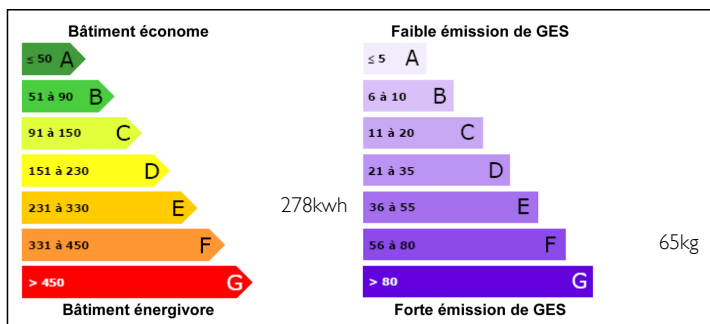 Bâtiment économe
≤ 50 A
51 à 90 B
91 à 150 C
151 à 230 D
231 à 330 E
278kwh
331 à 450 F
> 450 G
Bâtiment énergivore
Faible émission de GES
≤ 5 A
6 à 10 B
11 à 20 C
21 à 35 D
36 à 55 E
56 à 80 F
65kg
> 80 G
Forte émission de GES